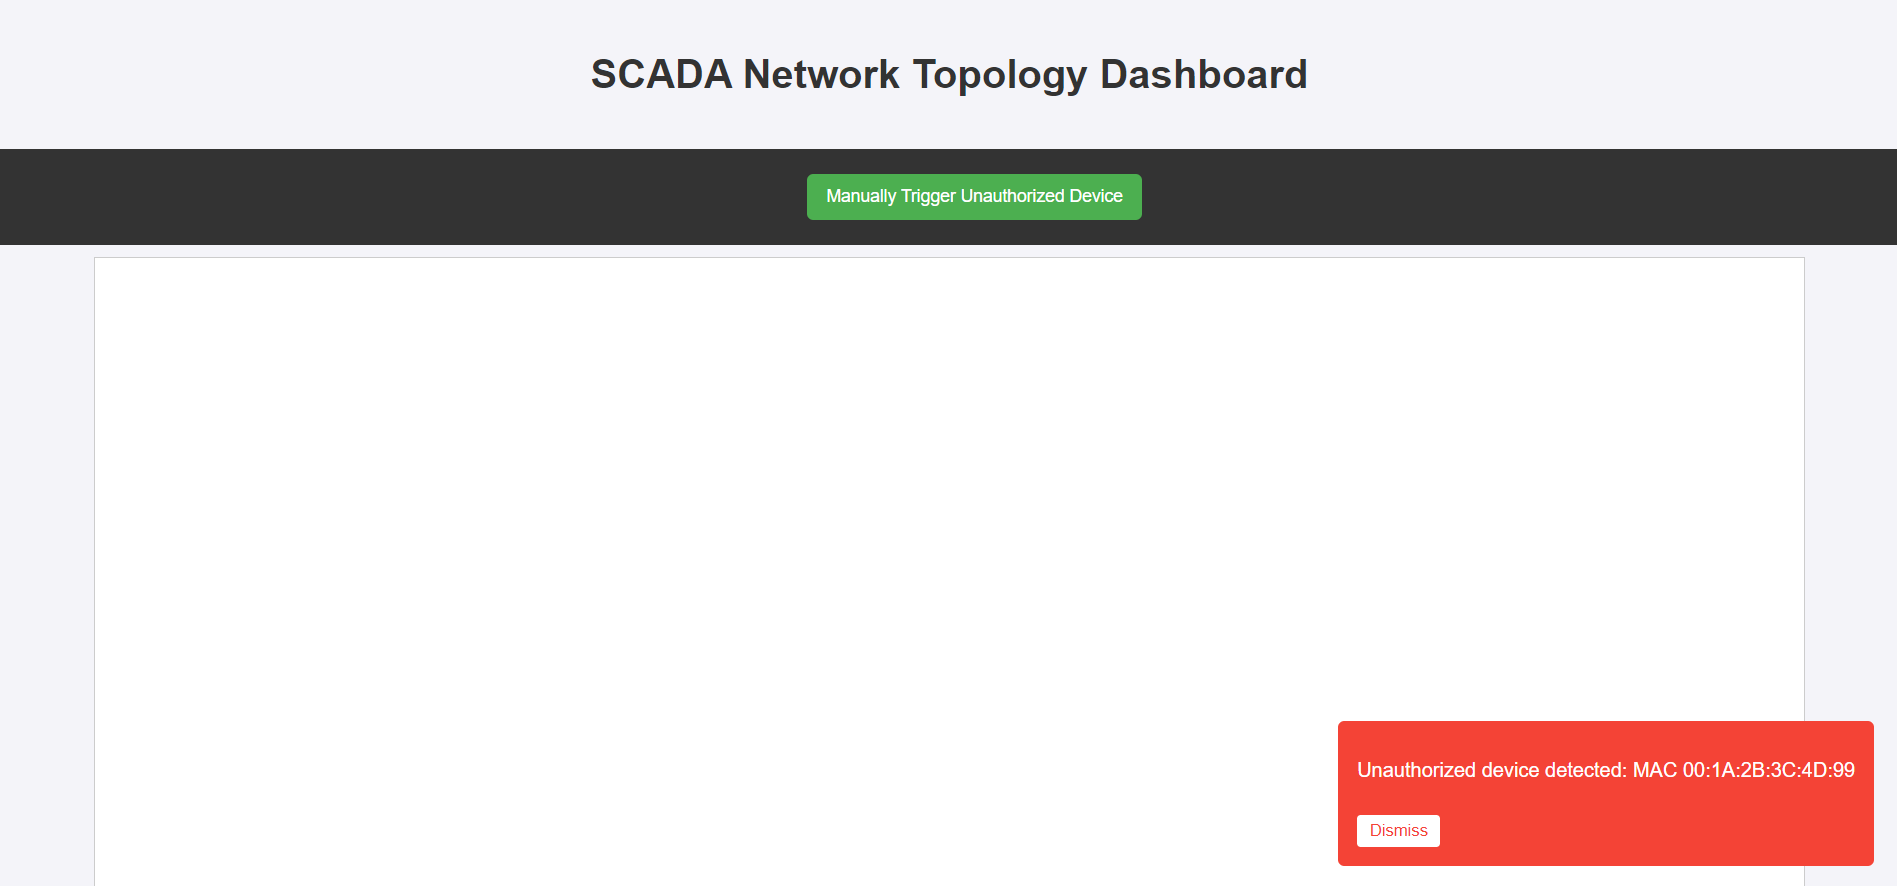 SCADA Network Topology Dashboard
Manually Trigger Unauthorized Device
Unauthorized device detected: MAC 00:1A:2B:3C:4D:99
Dismiss